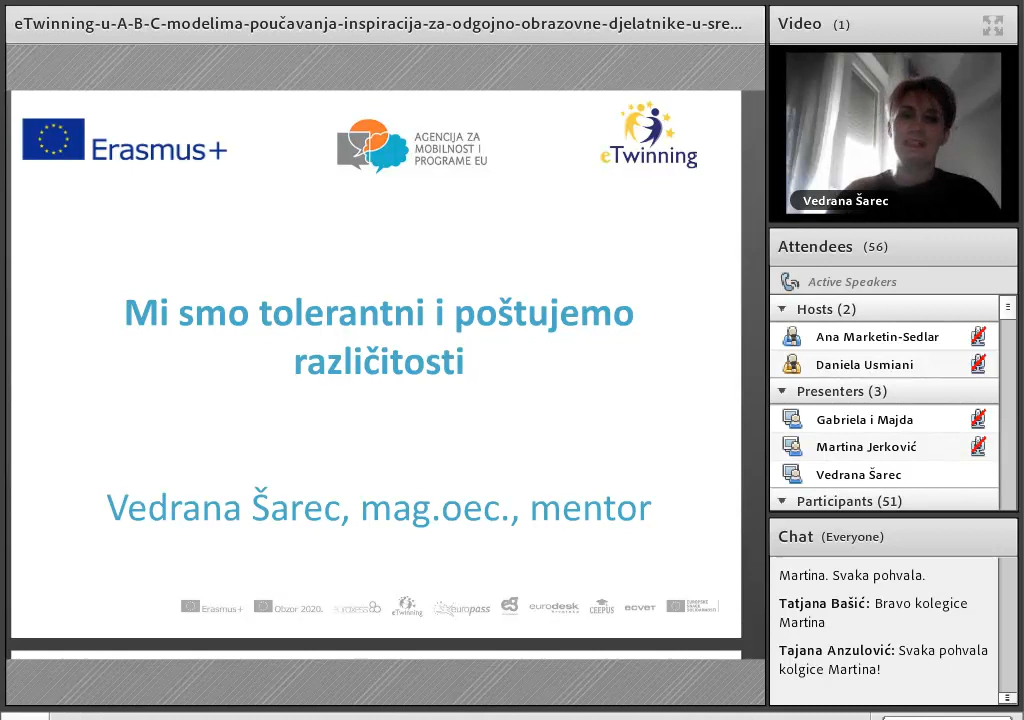 eTwinning-u-A-B-C-modelima-poučavanja-inspiracija-za-odgojno-obrazovne-djelatnike-u-sre...
Erasmus+
AGENCIJA ZA
MOBILNOST I
PROGRAME EU
eTwinning
Mi smo tolerantni i poštujemo
različitosti
Vedrana Šarec, mag.oec., mentor
Erasmus+ Obzor 2020. euraxess eTwinning europass eurodesk CEEPUS ecvet
Video (1)
Vedrana Šarec
Attendees (56)
Active Speakers
Hosts (2)
Ana Marketin-Sedlar
Daniela Usmiani
Presenters (3)
Gabriela i Majda
Martina Jerković
Vedrana Šarec
Participants (51)
Chat (Everyone)
Martina. Svaka pohvala.
Tatjana Bašić: Bravo kolegice
Martina
Tajana Anzulović: Svaka pohvala
kolgice Martina!